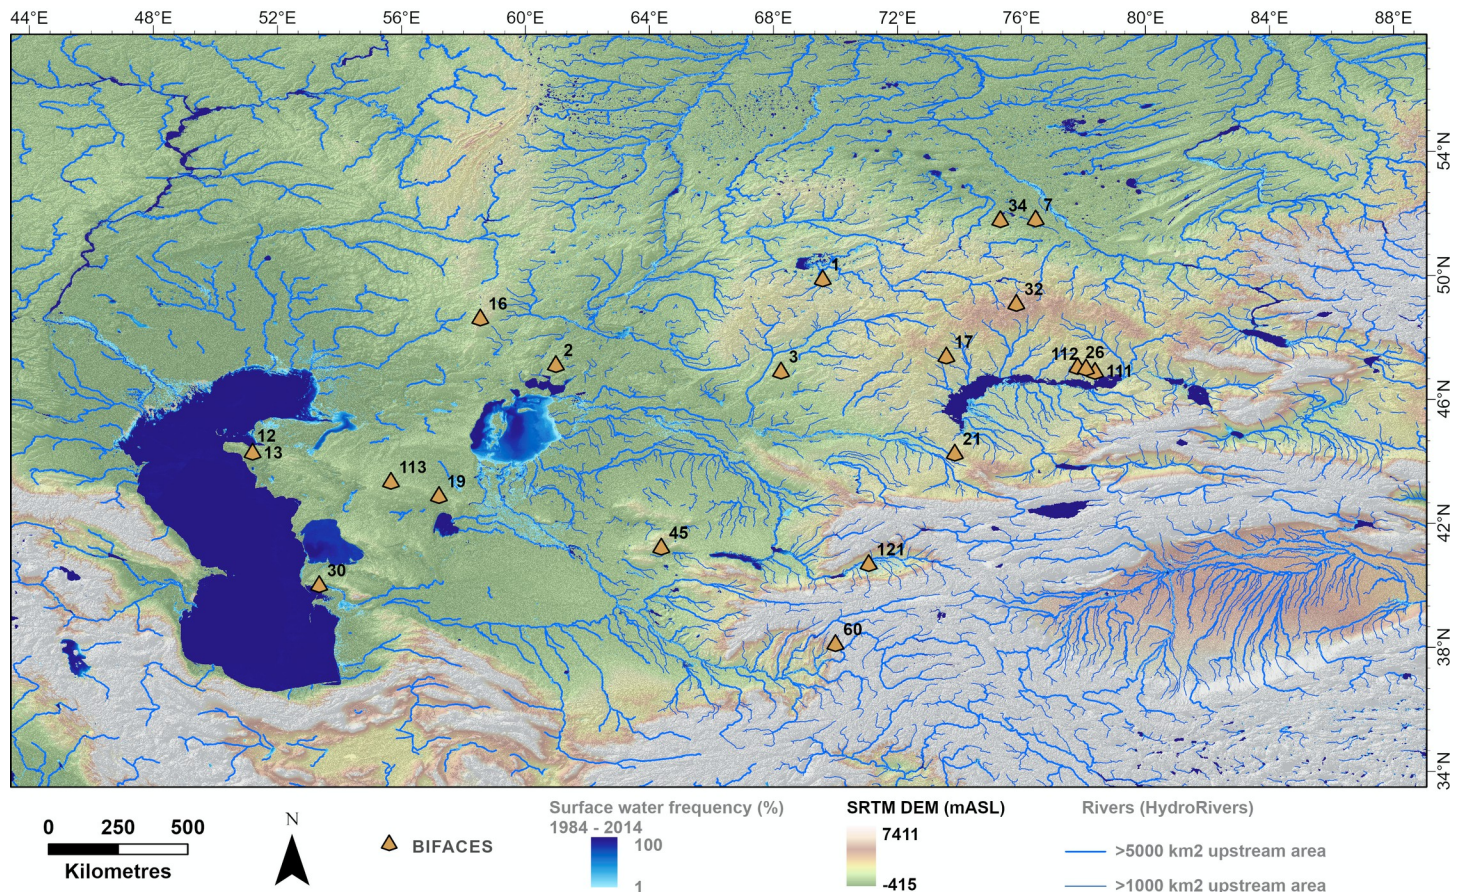 44°E 48°E 52°E 56°E 60°E 64°E 68°E 72°E 76°E 80°E 84°E 88°E
54°N
34 7
50°N
1
32
16
17
2
3
112 26
111
46°N
12
13
21
113
19
42°N
45
121
30
60
38°N
34°N
0 250 500
Kilometres
N
BIFACES
Surface water frequency (%)
1984 - 2014
100
1
SRTM DEM (mASL)
7411
-415
Rivers (HydroRivers)
>5000 km2 upstream area
>1000 km2 upstream area